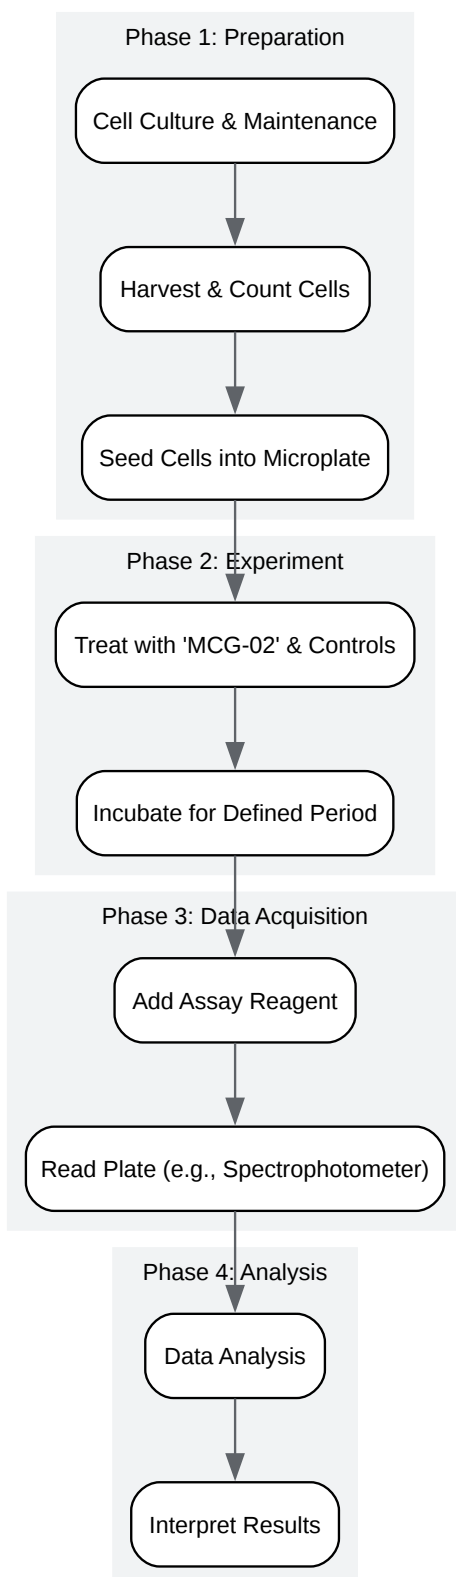 Phase 1: Preparation
Cell Culture & Maintenance
Harvest & Count Cells
Seed Cells into Microplate
Phase 2: Experiment
Treat with 'MCG-02' & Controls
Incubate for Defined Period
Phase 3: Data Acquisition
Add Assay Reagent
Read Plate (e.g., Spectrophotometer)
Phase 4: Analysis
Data Analysis
Interpret Results